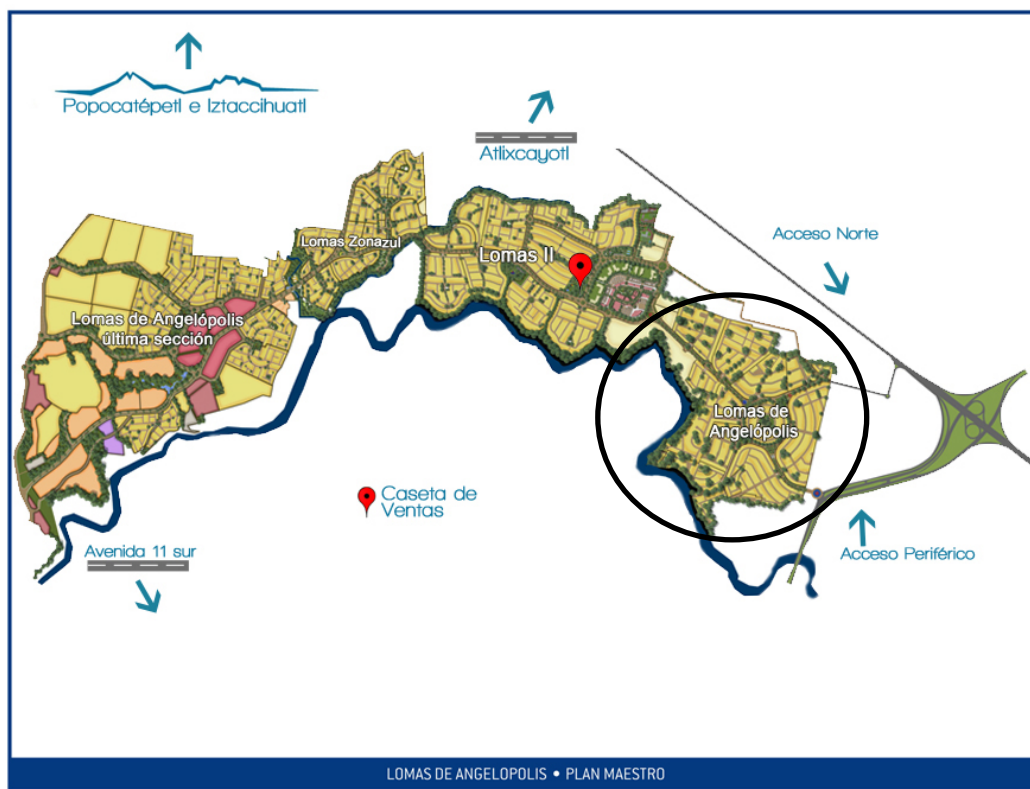 Popocatépetl e Iztaccihuatl
Atlixcayotl
Acceso Norte
Lomas Zonazul
Lomas II
Lomas de Angelópolis
última sección
Lomas de
Angelópolis
Caseta de
Ventas
Avenida 11 sur
Acceso Periférico
LOMAS DE ANGELOPOLIS • PLAN MAESTRO